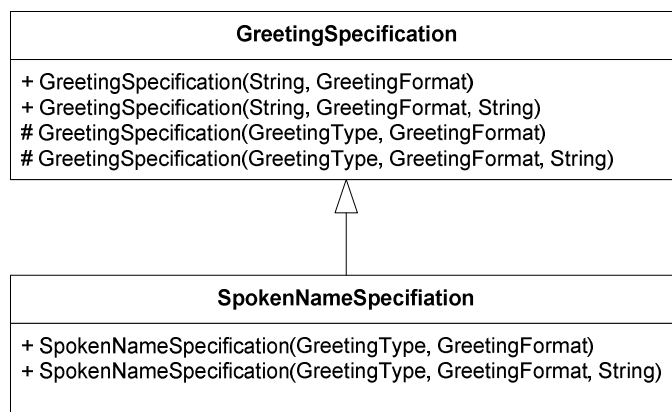 GreetingSpecification
+ GreetingSpecification(String, GreetingFormat)
+ GreetingSpecification(String, GreetingFormat, String)
# GreetingSpecification(GreetingType, GreetingFormat)
# GreetingSpecification(GreetingType, GreetingFormat, String)
SpokenNameSpecifiation
+ SpokenNameSpecification(GreetingType, GreetingFormat)
+ SpokenNameSpecification(GreetingType, GreetingFormat, String)